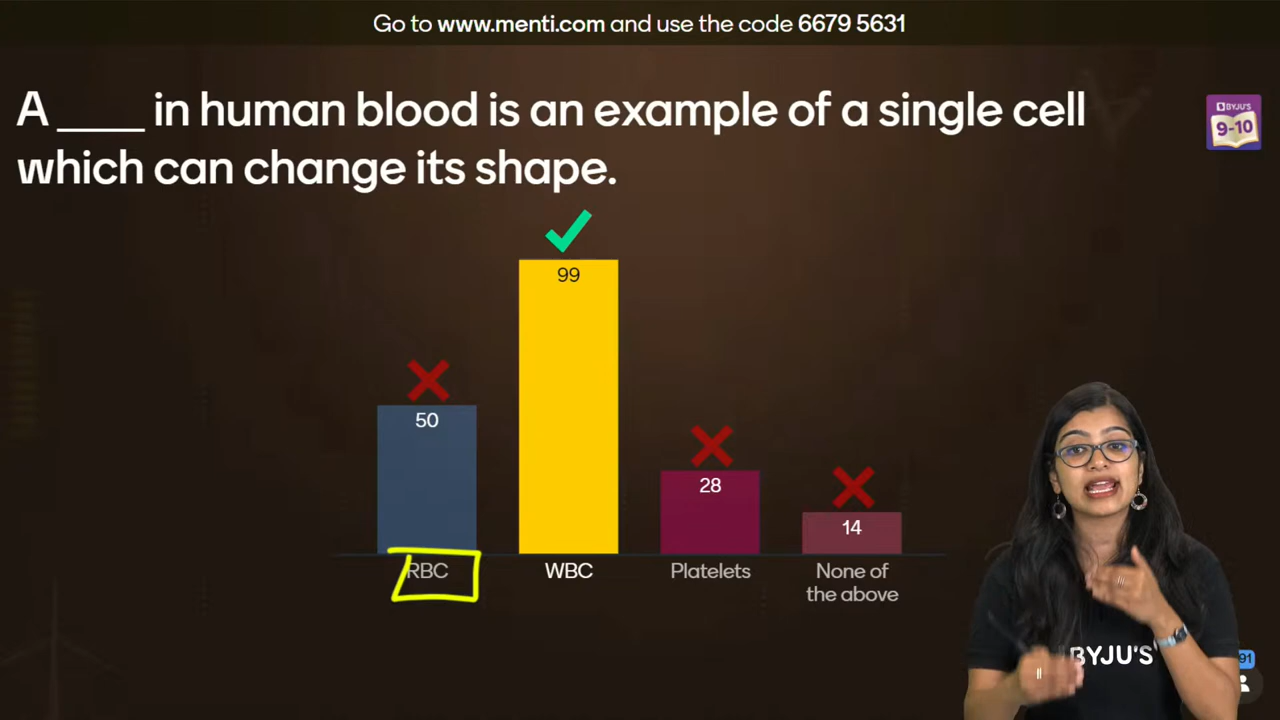 Go to www.menti.com and use the code 6679 5631
A ____ in human blood is an example of a single cell
which can change its shape.
BYJU'S
9-10
99
50
28
14
RBC
WBC
Platelets
None of
the above
BYJU'S
91